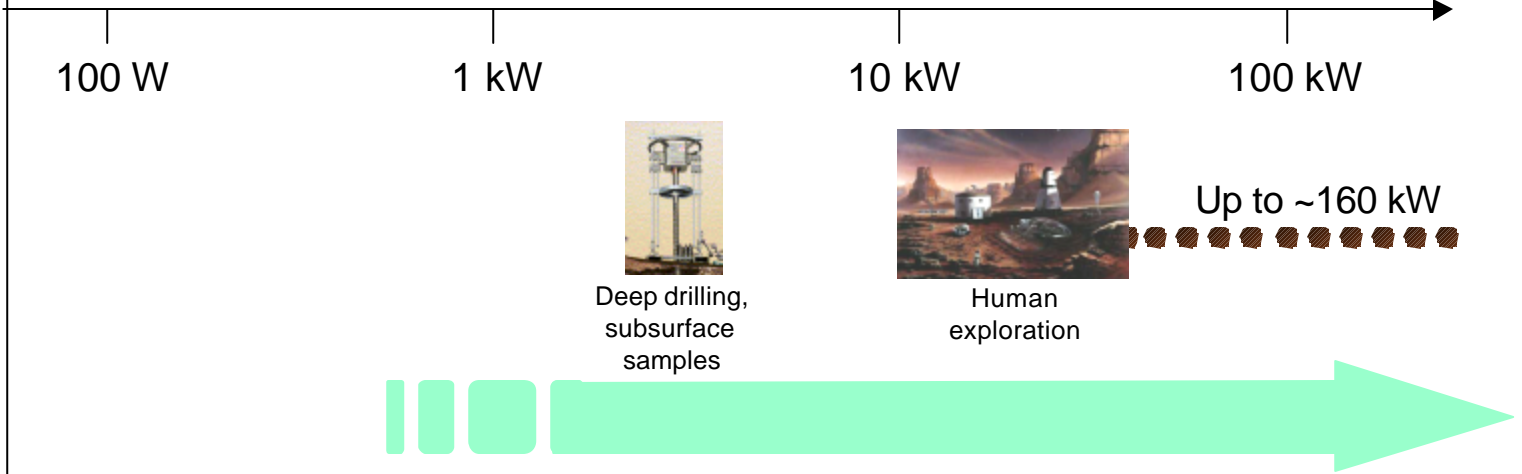 100 W
1 kW
10 kW
100 kW
Up to ~160 kW
Deep drilling,
subsurface
samples
Human
exploration